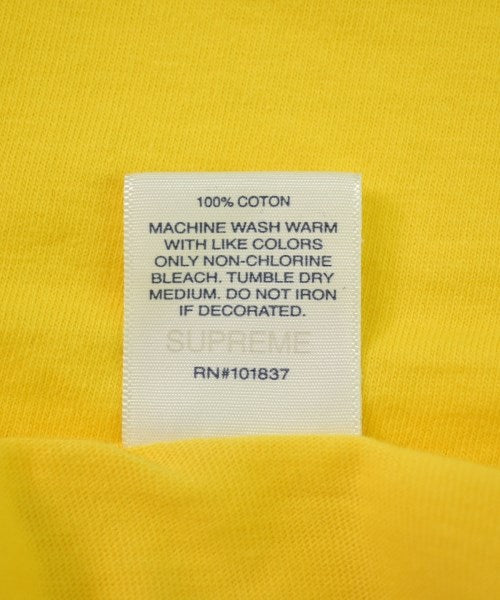 100% COTON
MACHINE WASH WARM
WITH LIKE COLORS
ONLY NON-CHLORINE
BLEACH. TUMBLE DRY
MEDIUM. DO NOT IRON
IF DECORATED.
SUPREME
RN#101837